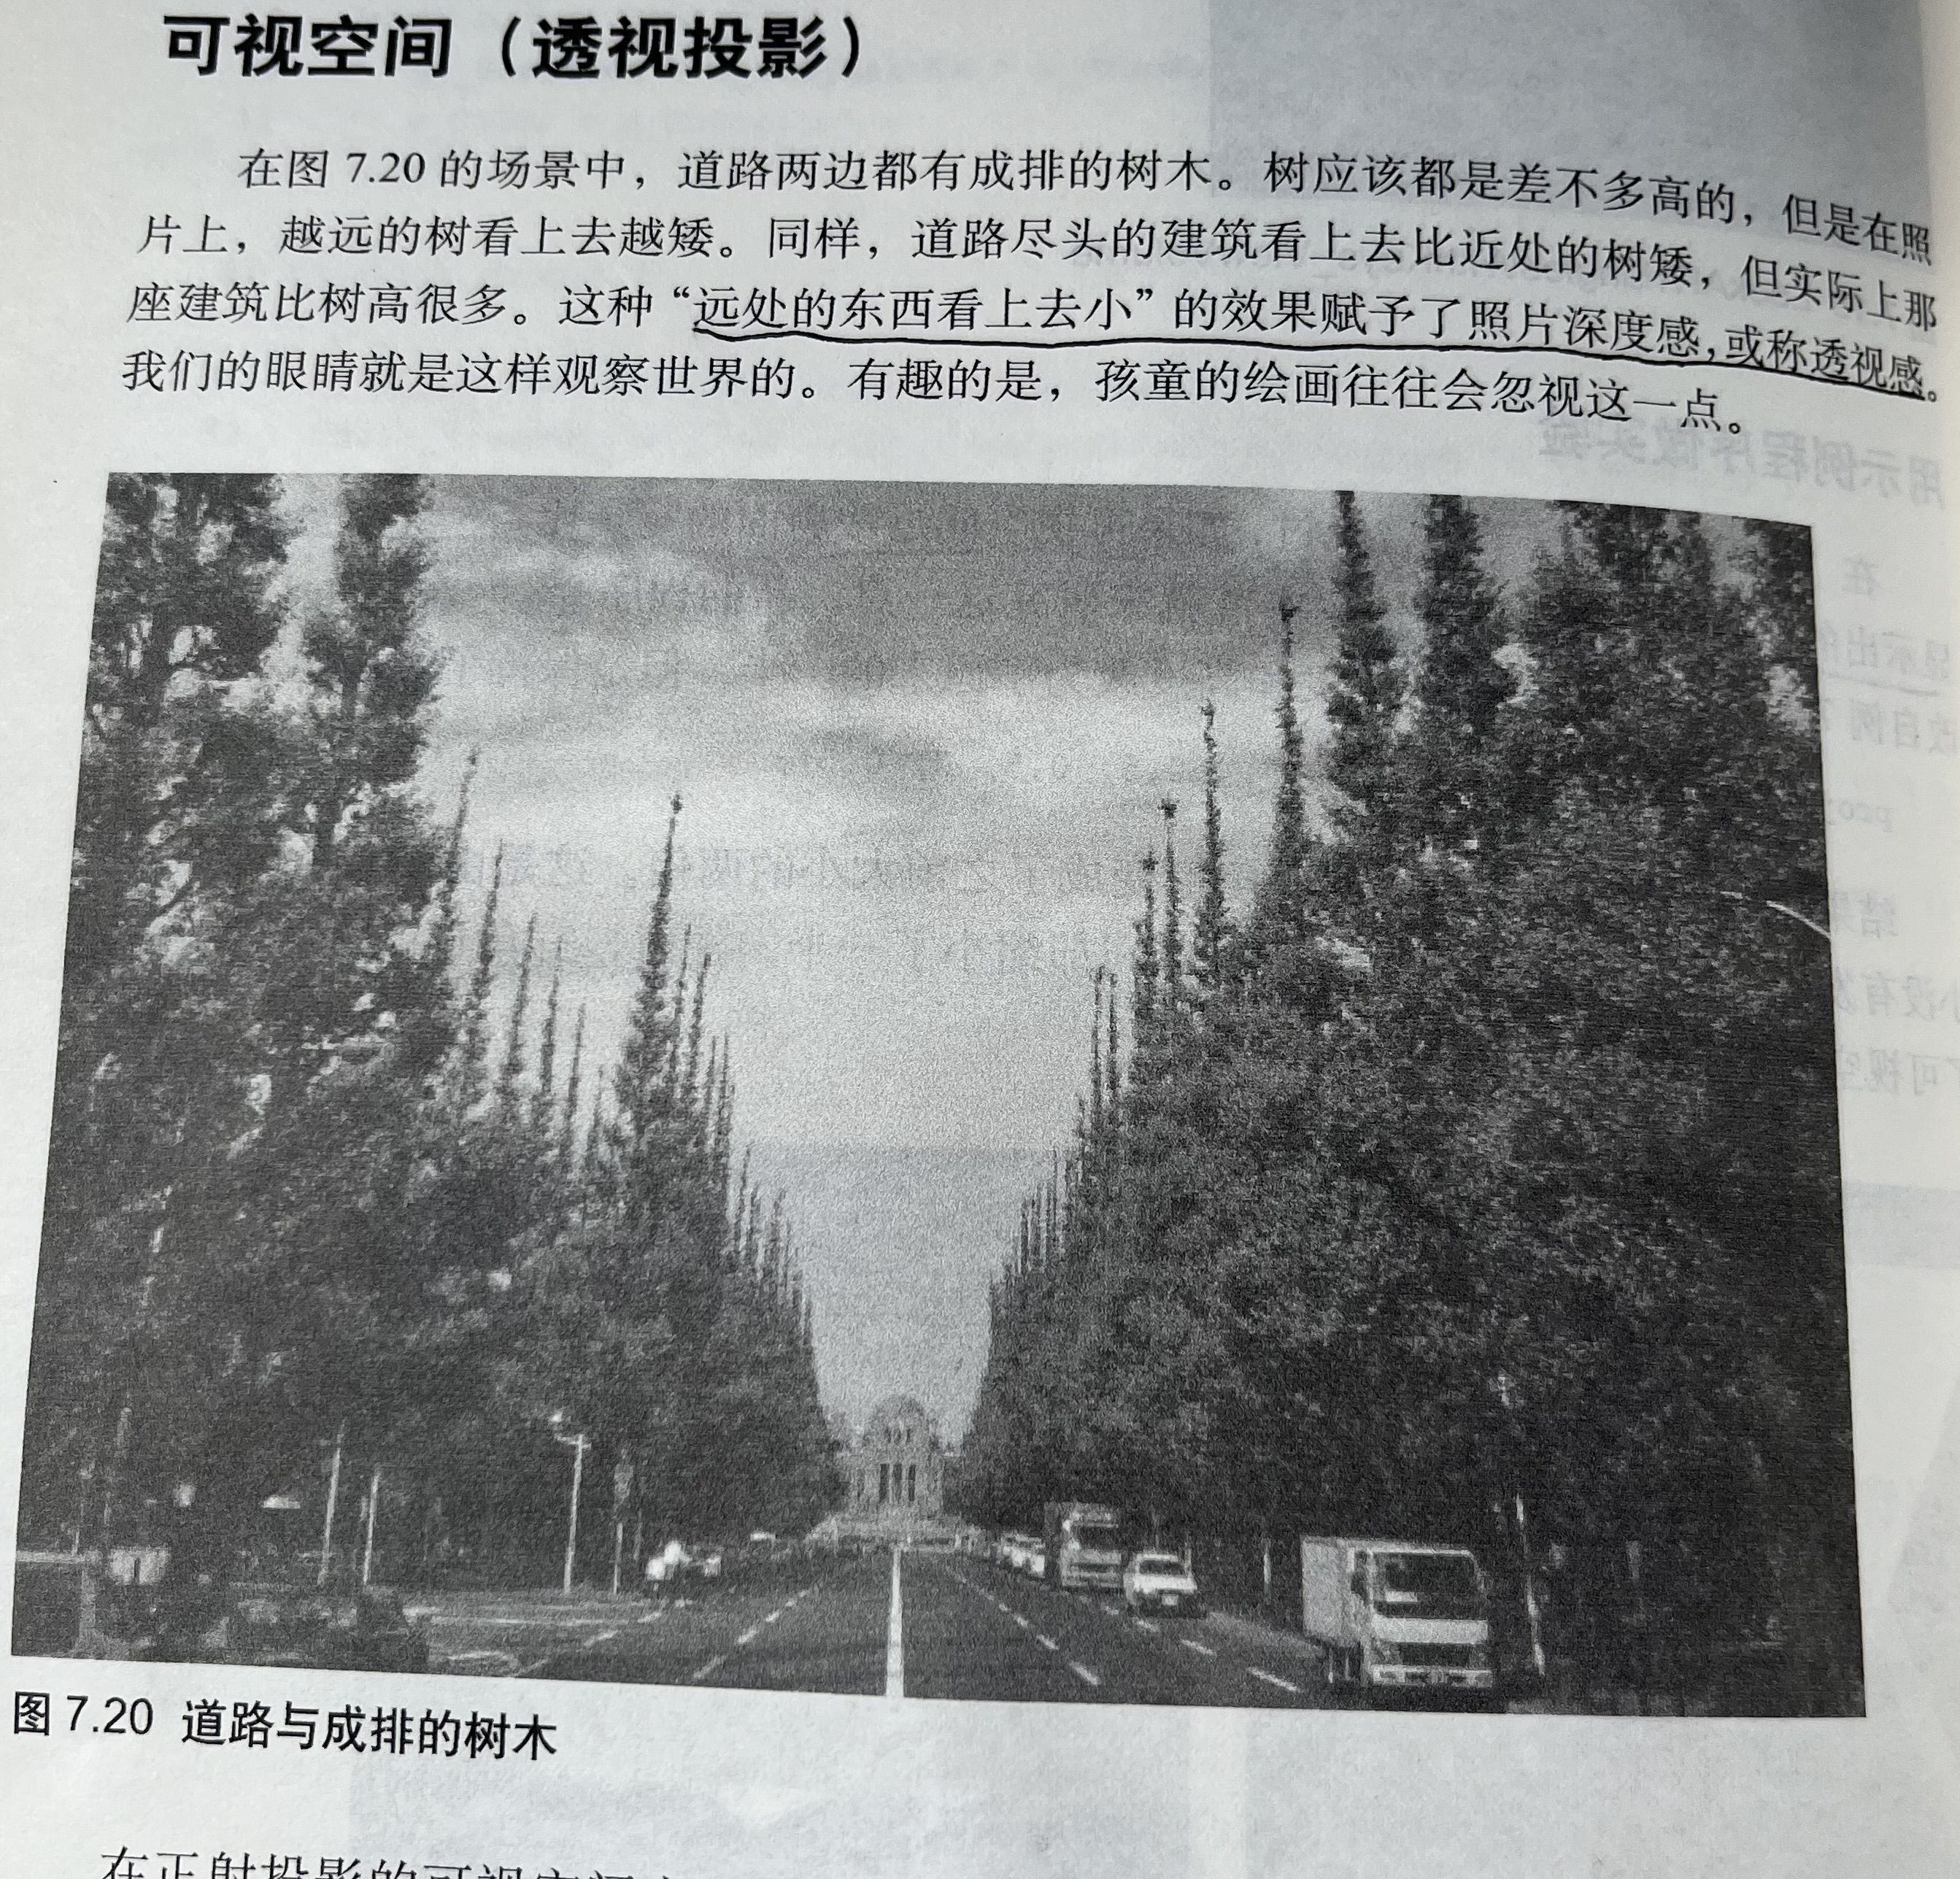 可视空间（透视投影）
在图 7.20 的场景中，道路两边都有成排的树木。树应该都是差不多高的，但是在照
片上，越远的树看上去越矮。同样，道路尽头的建筑看上去比近处的树矮，但实际上那
座建筑比树高很多。这种“远处的东西看上去小”的效果赋予了照片深度感，或称透视感。
我们的眼睛就是这样观察世界的。有趣的是，孩童的绘画往往会忽视这一点。
图 7.20 道路与成排的树木
在正射投影的可视空间